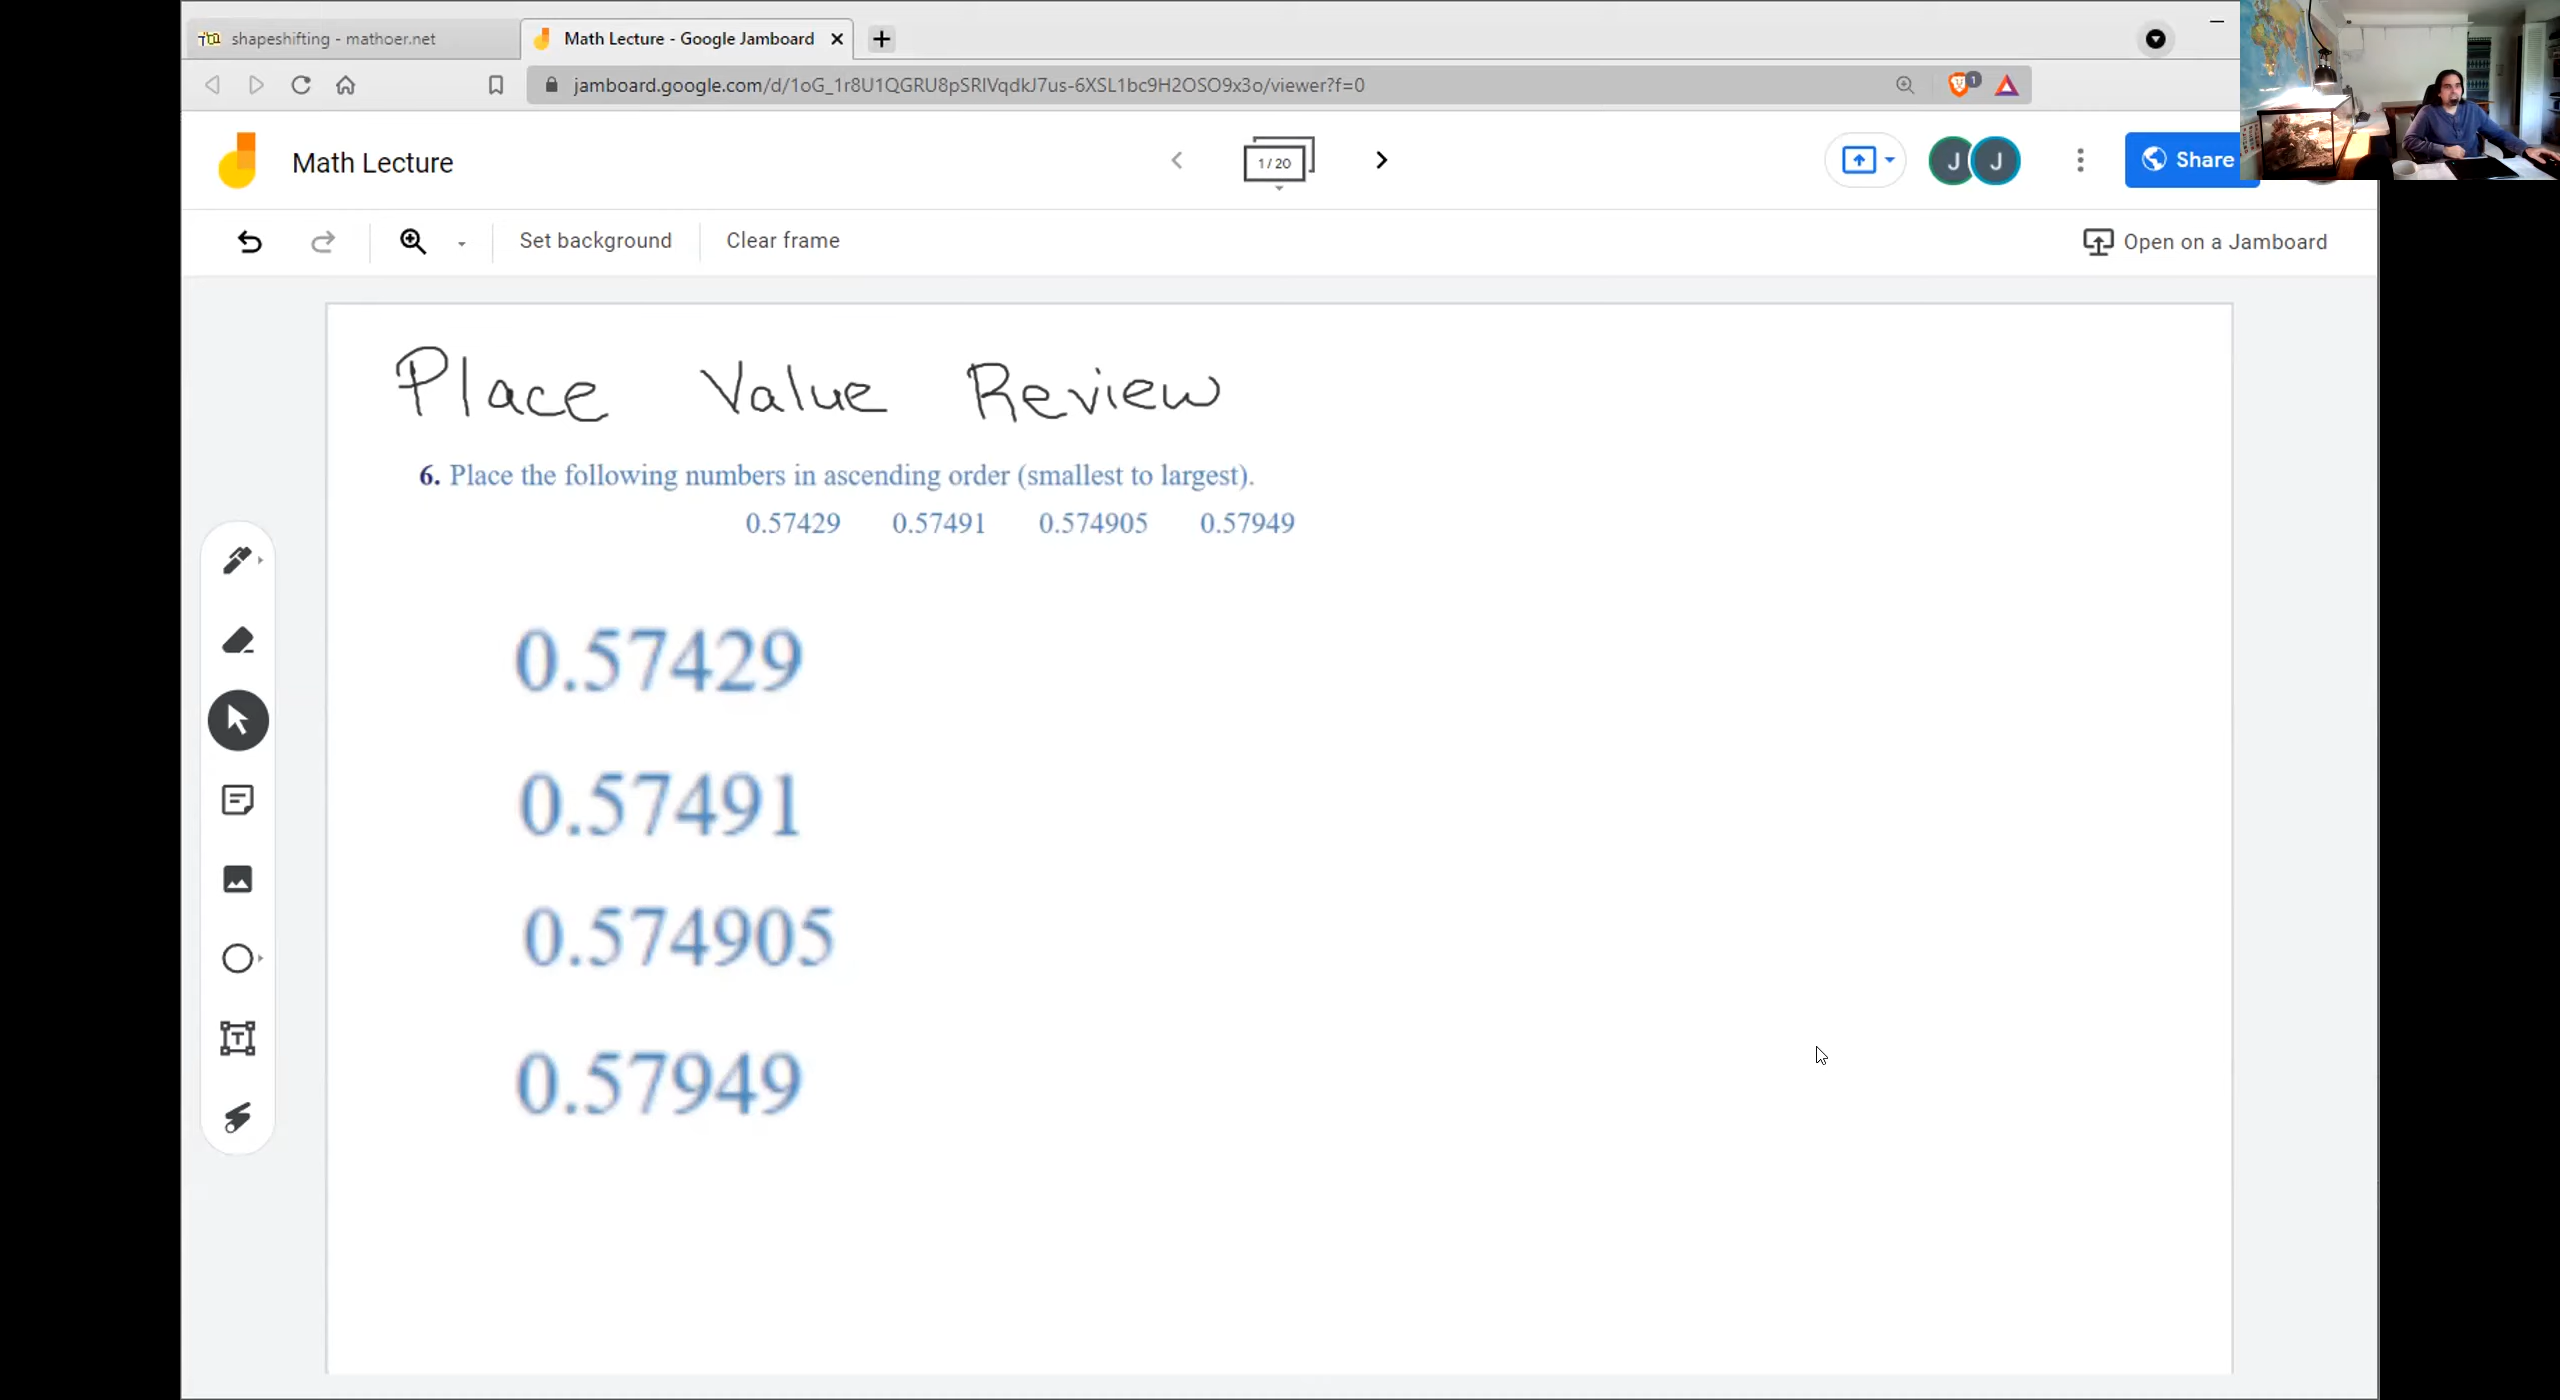 shapeshifting - mathoer.net
Math Lecture - Google Jamboard
jamboard.google.com/d/1oG_1r8U1QGRU8pSRlVqdkJ7us-6XSL1bc9H2OSO9x3o/viewer?f=0
1
Math Lecture
1 / 20
J
J
Share
Set background
Clear frame
Open on a Jamboard
Place Value Review
6. Place the following numbers in ascending order (smallest to largest).
0.57429 0.57491 0.574905 0.57949
0.57429
0.57491
0.574905
0.57949